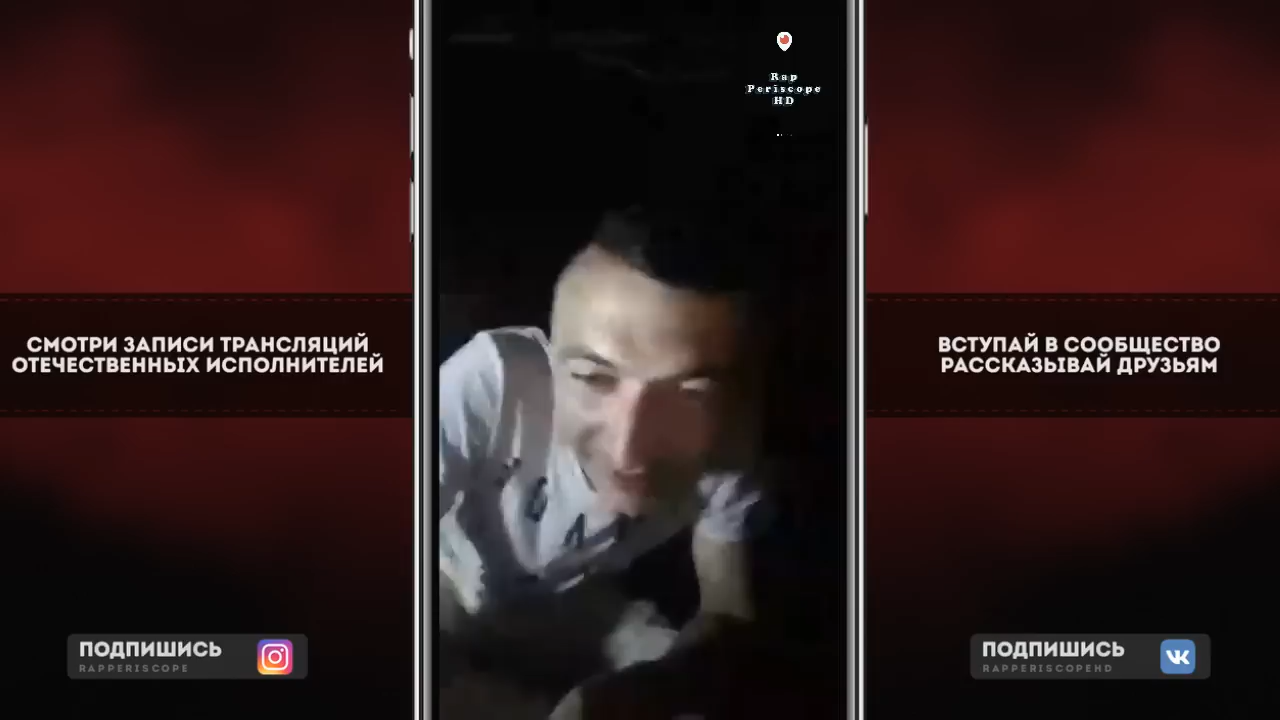 Rap
Periscope
HD
СМОТРИ ЗАПИСИ ТРАНСЛЯЦИЙ
ОТЕЧЕСТВЕННЫХ ИСПОЛНИТЕЛЕЙ
ВСТУПАЙ В СООБЩЕСТВО
РАССКАЗЫВАЙ ДРУЗЬЯМ
ПОДПИШИСЬ
RAPPERISCOPE
ПОДПИШИСЬ
RAPPERISCOPEHD